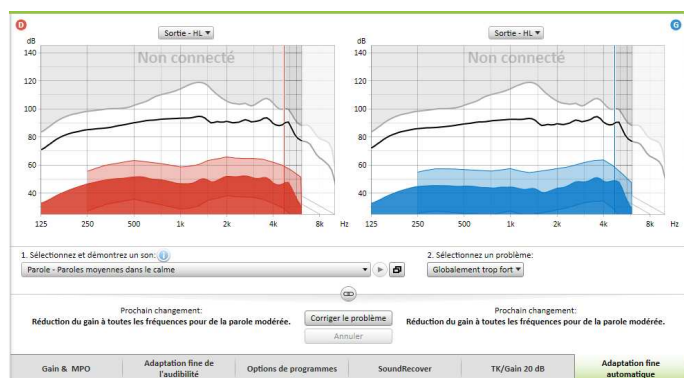 D
Sortie - HL
Sortie - HL
G
dB
dB
Non connecté
Non connecté
140
120
100
80
60
40
140
120
100
80
60
40
125 250 500 1k 2k 4k 8k Hz
125 250 500 1k 2k 4k 8k Hz
1. Sélectionnez et démontrez un son:
2. Sélectionnez un problème:
Parole - Paroles moyennes dans le calme
Globalement trop fort
Prochain changement:
Réduction du gain à toutes les fréquences pour de la parole modérée.
Corriger le problème
Annuler
Prochain changement:
Réduction du gain à toutes les fréquences pour de la parole modérée.
Gain & MPO
Adaptation fine de
l'audibilité
Options de programmes
SoundRecover
TK/Gain 20 dB
Adaptation fine
automatique